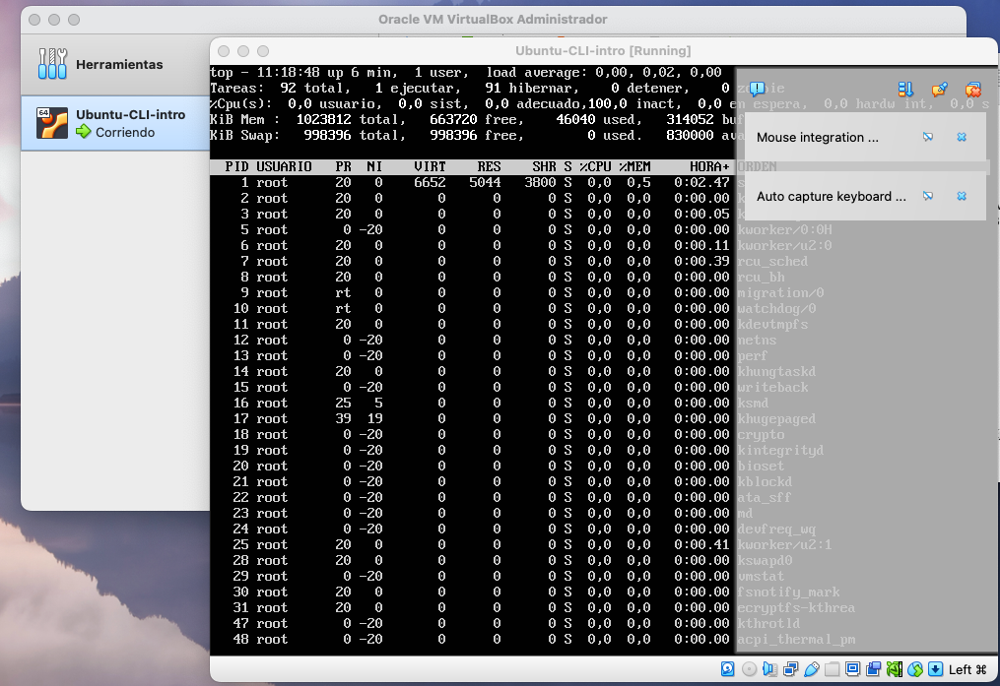 Oracle VM VirtualBox Administrador
Herramientas
64
Ubuntu-CLI-intro
Corriendo
Ubuntu-CLI-intro [Running]
top - 11:18:48 up 6 min, 1 user, load average: 0,00, 0,02, 0,00
Tareas: 92 total, 1 ejecutar, 91 hibernar, 0 detener, 0
%Cpu(s): 0,0 usuario, 0,0 sist, 0,0 adecuado,100,0 inact, 0,0 en espera, 0,0 hardw int, 0,0 s
KiB Mem : 1023812 total, 663720 free, 46040 used, 314052
KiB Swap: 998396 total, 998396 free, 0 used. 830000
Mouse integration ...
PID USUARIO PR NI VIRT RES SHR S %CPU %MEM HORA+ ORDEN
1 root 20 0 6652 5044 3800 S 0,0 0,5 0:02.47
2 root 20 0 0 0 0 S 0,0 0,0 0:00.00
Auto capture keyboard ...
3 root 20 0 0 0 0 S 0,0 0,0 0:00.05
5 root 0 -20 0 0 0 S 0,0 0,0 0:00.00 kworker/0:0H
6 root 20 0 0 0 0 S 0,0 0,0 0:00.11 kworker/u2:0
7 root 20 0 0 0 0 S 0,0 0,0 0:00.39 rcu_sched
8 root 20 0 0 0 0 S 0,0 0,0 0:00.00 rcu_bh
9 root rt 0 0 0 0 S 0,0 0,0 0:00.00 migration/0
10 root rt 0 0 0 0 S 0,0 0,0 0:00.00 watchdog/0
11 root 20 0 0 0 0 S 0,0 0,0 0:00.00 kdevtmpfs
12 root 0 -20 0 0 0 S 0,0 0,0 0:00.00 netns
13 root 0 -20 0 0 0 S 0,0 0,0 0:00.00 perf
14 root 20 0 0 0 0 S 0,0 0,0 0:00.00 khungtaskd
15 root 0 -20 0 0 0 S 0,0 0,0 0:00.00 writeback
16 root 25 5 0 0 0 S 0,0 0,0 0:00.00 ksmd
17 root 39 19 0 0 0 S 0,0 0,0 0:00.00 khugepaged
18 root 0 -20 0 0 0 S 0,0 0,0 0:00.00 crypto
19 root 0 -20 0 0 0 S 0,0 0,0 0:00.00 kintegrityd
20 root 0 -20 0 0 0 S 0,0 0,0 0:00.00 bioset
21 root 0 -20 0 0 0 S 0,0 0,0 0:00.00 kblockd
22 root 0 -20 0 0 0 S 0,0 0,0 0:00.00 ata_sff
23 root 0 -20 0 0 0 S 0,0 0,0 0:00.00 md
24 root 0 -20 0 0 0 S 0,0 0,0 0:00.00 devfreq_wq
25 root 20 0 0 0 0 S 0,0 0,0 0:00.41 kworker/u2:1
28 root 20 0 0 0 0 S 0,0 0,0 0:00.00 kswapd0
29 root 0 -20 0 0 0 S 0,0 0,0 0:00.00 vmstat
30 root 20 0 0 0 0 S 0,0 0,0 0:00.00 fsnotify_mark
31 root 20 0 0 0 0 S 0,0 0,0 0:00.00 ecryptfs-kthrea
47 root 0 -20 0 0 0 S 0,0 0,0 0:00.00 kthrotld
48 root 0 -20 0 0 0 S 0,0 0,0 0:00.00 acpi_thermal_pm
Left ⌘